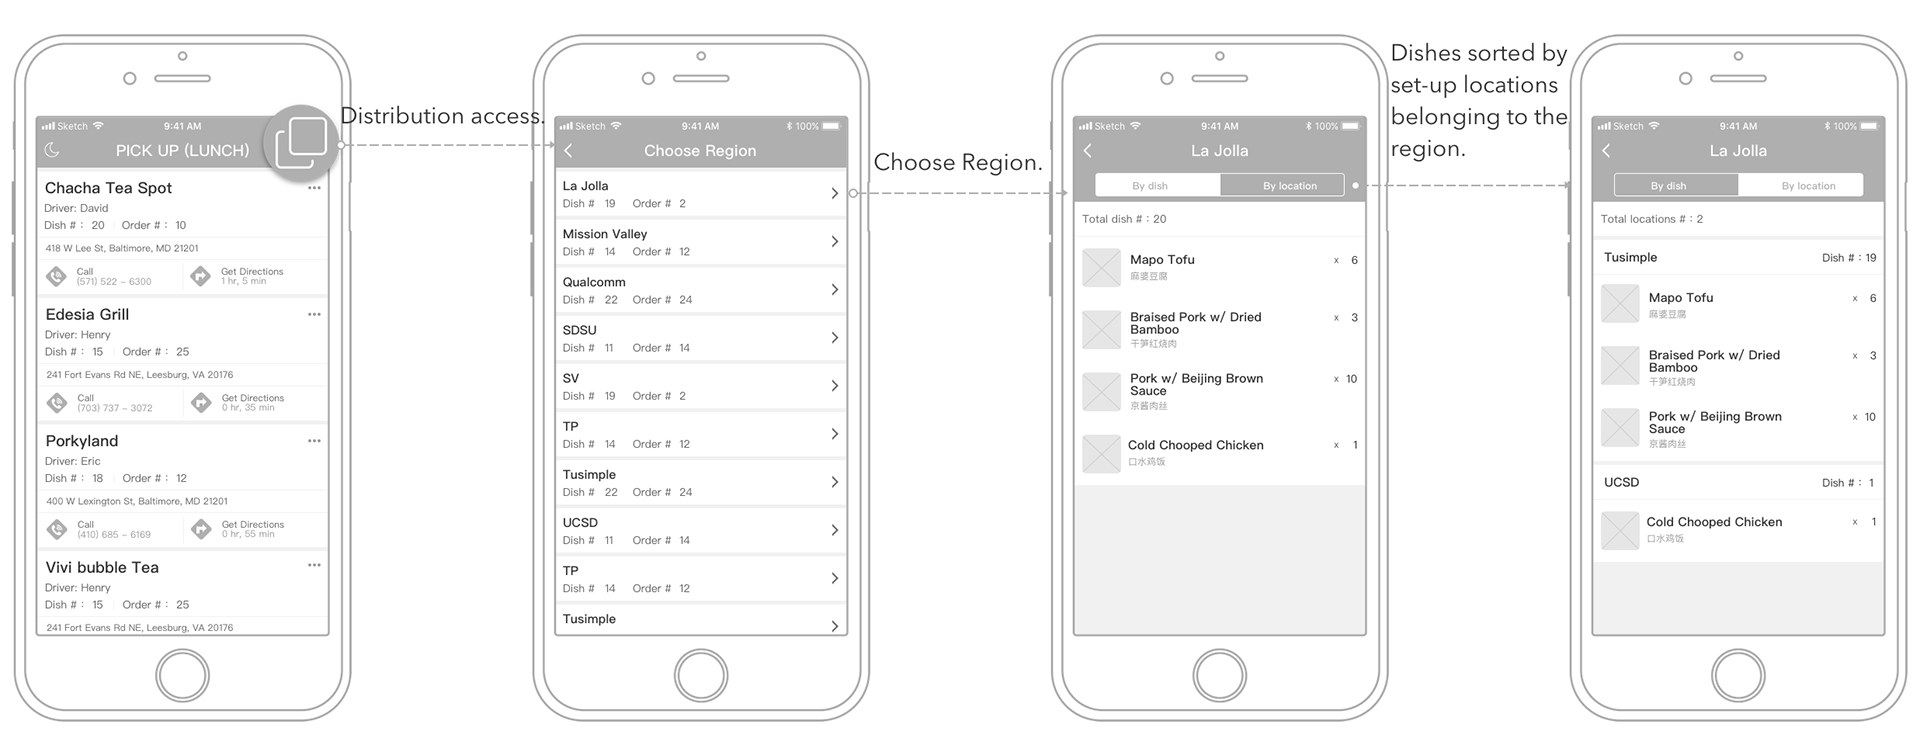 Sketch 9:41 AM
PICK UP (LUNCH)
Chacha Tea Spot
Driver: David
Dish # : 20 Order # : 10
418 W Lee St, Baltimore, MD 21201
Call Get Directions
(571) 522 – 6300 1 hr, 5 min
Edesia Grill
Driver: Henry
Dish # : 15 Order # : 25
241 Fort Evans Rd NE, Leesburg, VA 20176
Call Get Directions
(703) 737 – 3072 0 hr, 35 min
Porkyland
Driver: Eric
Dish # : 18 Order # : 12
400 W Lexington St, Baltimore, MD 21201
Call Get Directions
(410) 685 – 6169 0 hr, 55 min
Vivi bubble Tea
Driver: Henry
Dish # : 15 Order # : 25
241 Fort Evans Rd NE, Leesburg, VA 20176
Distribution access.
Sketch 9:41 AM 100%
Choose Region
La Jolla
Dish # 19 Order # 2
Mission Valley
Dish # 14 Order # 12
Qualcomm
Dish # 22 Order # 24
SDSU
Dish # 11 Order # 14
SV
Dish # 19 Order # 2
TP
Dish # 14 Order # 12
Tusimple
Dish # 22 Order # 24
UCSD
Dish # 11 Order # 14
TP
Dish # 14 Order # 12
Tusimple
Choose Region.
Sketch 9:41 AM 100%
La Jolla
By dish By location
Total dish # : 20
Mapo Tofu x 6
麻婆豆腐
Braised Pork w/ Dried x 3
Bamboo
干笋红烧肉
Pork w/ Beijing Brown x 10
Sauce
京酱肉丝
Cold Chooped Chicken x 1
口水鸡饭
Dishes sorted by
set-up locations
belonging to the
region.
Sketch 9:41 AM 100%
La Jolla
By dish By location
Total locations # : 2
Tusimple Dish # : 19
Mapo Tofu x 6
麻婆豆腐
Braised Pork w/ Dried x 3
Bamboo
干笋红烧肉
Pork w/ Beijing Brown x 10
Sauce
京酱肉丝
UCSD Dish # : 1
Cold Chooped Chicken x 1
口水鸡饭